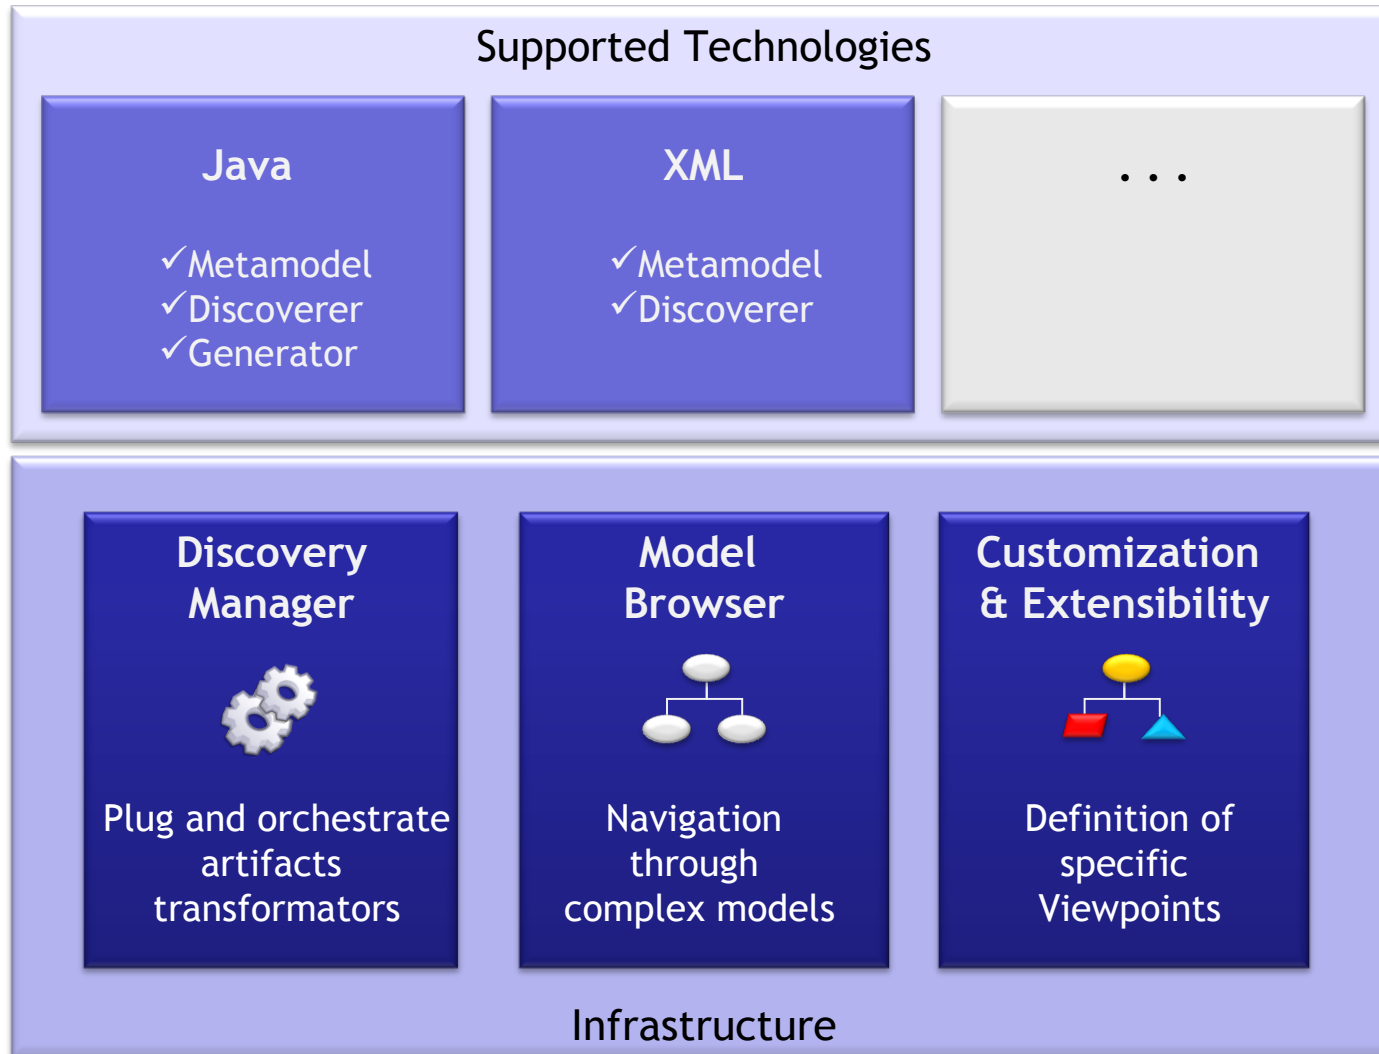 Supported Technologies
Java
✓Metamodel
✓Discoverer
✓Generator
XML
✓Metamodel
✓Discoverer
. . .
Discovery
Manager
Plug and orchestrate
artifacts
transformators
Model
Browser
Navigation
through
complex models
Customization
& Extensibility
Definition of
specific
Viewpoints
Infrastructure